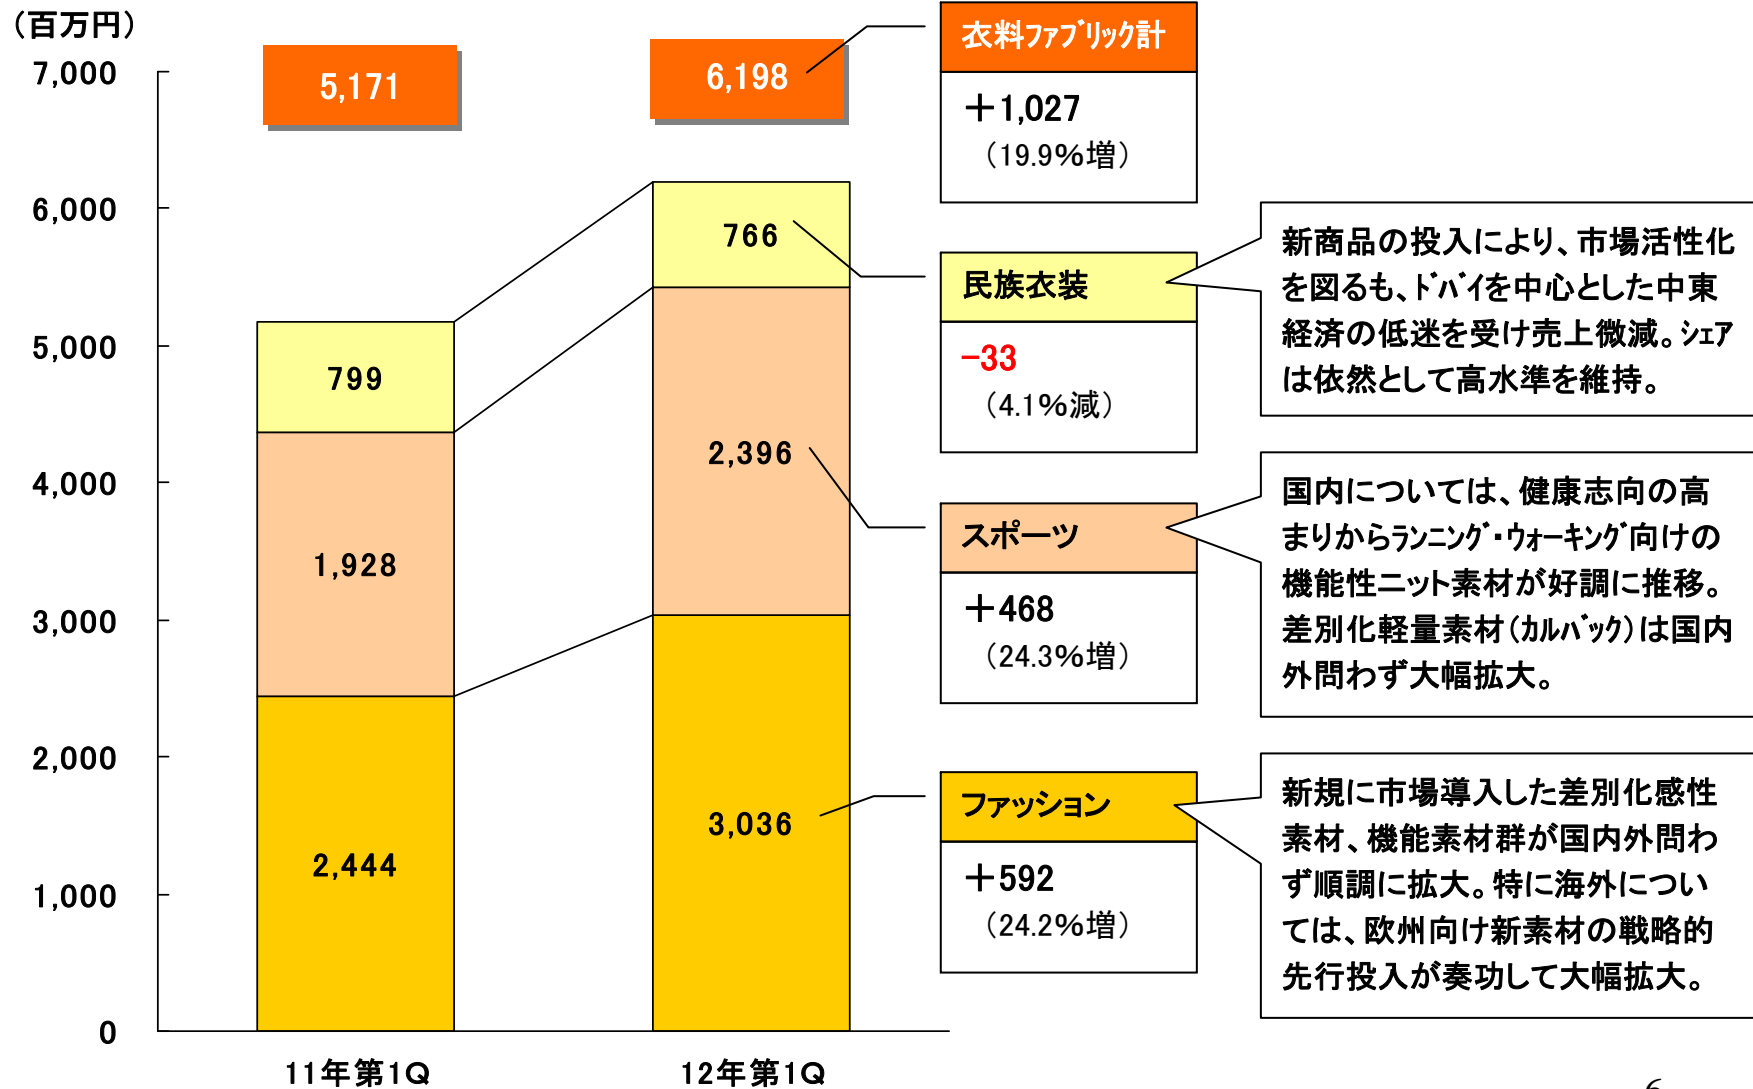 （百万円）
7,000
6,000
5,000
4,000
3,000
2,000
1,000
0
5,171
799
1,928
2,444
11年第1Q
6,198
766
2,396
3,036
12年第1Q
衣料ﾌｧﾌﾞﾘｯｸ計
＋1,027
（19.9%増）
民族衣装
-33
（4.1%減）
新商品の投入により、市場活性化
を図るも、ﾄﾞﾊﾞｲを中心とした中東
経済の低迷を受け売上微減。ｼｪｱ
は依然として高水準を維持。
スポーツ
＋468
（24.3%増）
国内については、健康志向の高
まりからﾗﾝﾆﾝｸﾞ・ｳｫｰｷﾝｸﾞ向けの
機能性ニット素材が好調に推移。
差別化軽量素材（ｶﾙﾊﾞｯｸ）は国内
外問わず大幅拡大。
ファッション
＋592
（24.2%増）
新規に市場導入した差別化感性
素材、機能素材群が国内外問わ
ず順調に拡大。特に海外につい
ては、欧州向け新素材の戦略的
先行投入が奏功して大幅拡大。
6